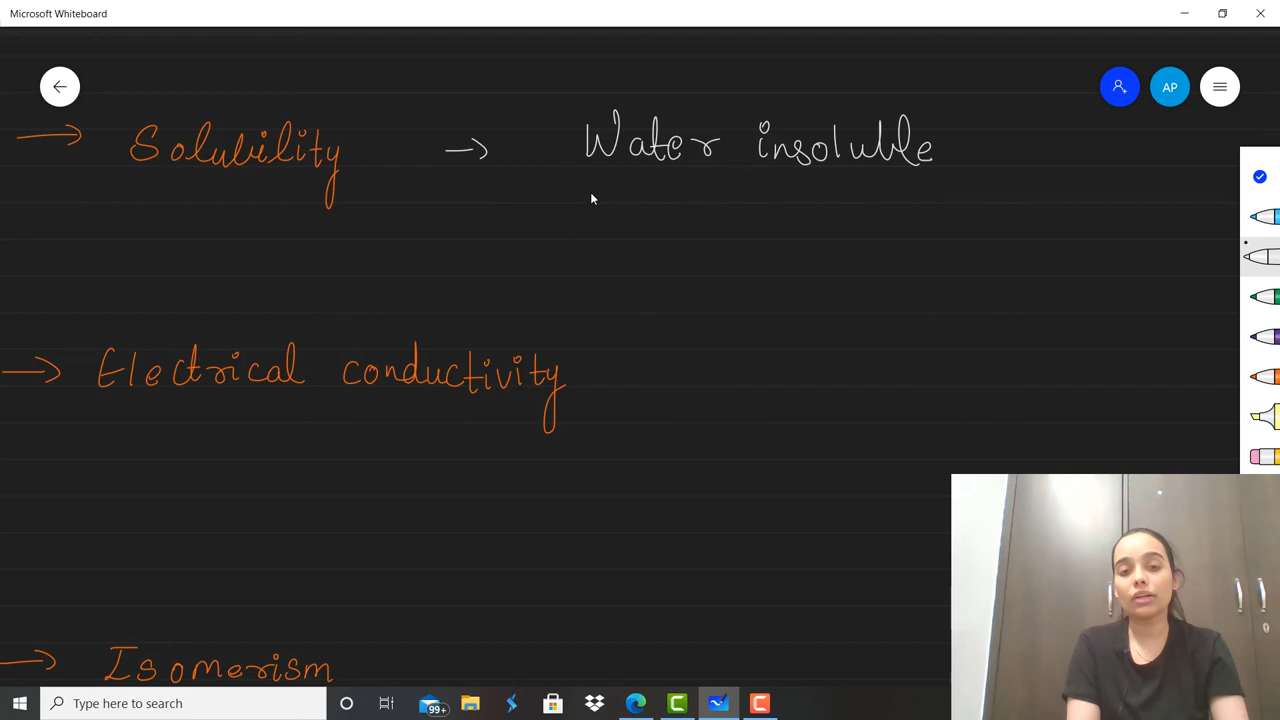 Microsoft Whiteboard
AP
→ Solubility → Water insoluble
→ Electrical conductivity
→ Isomerism
Type here to search
99+